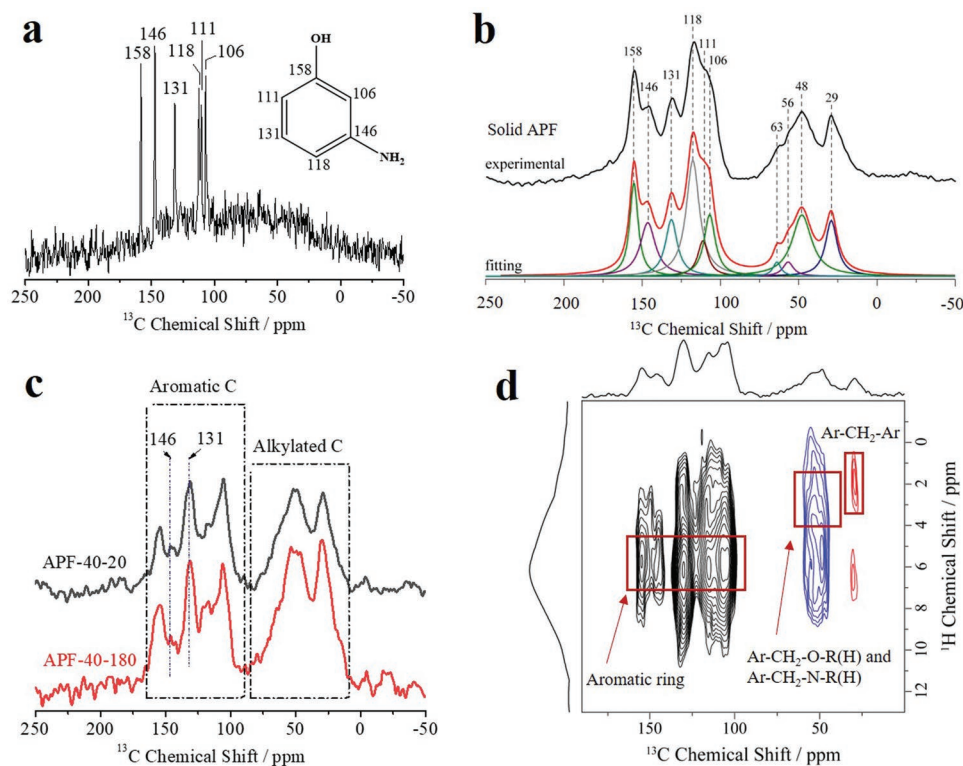 a
146
111
158
118
106
131
OH
158
111
106
131
146
118
NH₂
250 200 150 100 50 0 -50
¹³C Chemical Shift / ppm
b
118
158
111
146
131
106
48
29
56
63
Solid APF
experimental
fitting
250 200 150 100 50 0 -50
¹³C Chemical Shift / ppm
c
Aromatic C
146
131
Alkylated C
APF-40-20
APF-40-180
250 200 150 100 50 0 -50
¹³C Chemical Shift / ppm
d
Ar-CH₂-Ar
Aromatic ring
Ar-CH₂-O-R(H) and
Ar-CH₂-N-R(H)
0
2
4
6
8
10
12
¹H Chemical Shift / ppm
150 100 50
¹³C Chemical Shift / ppm